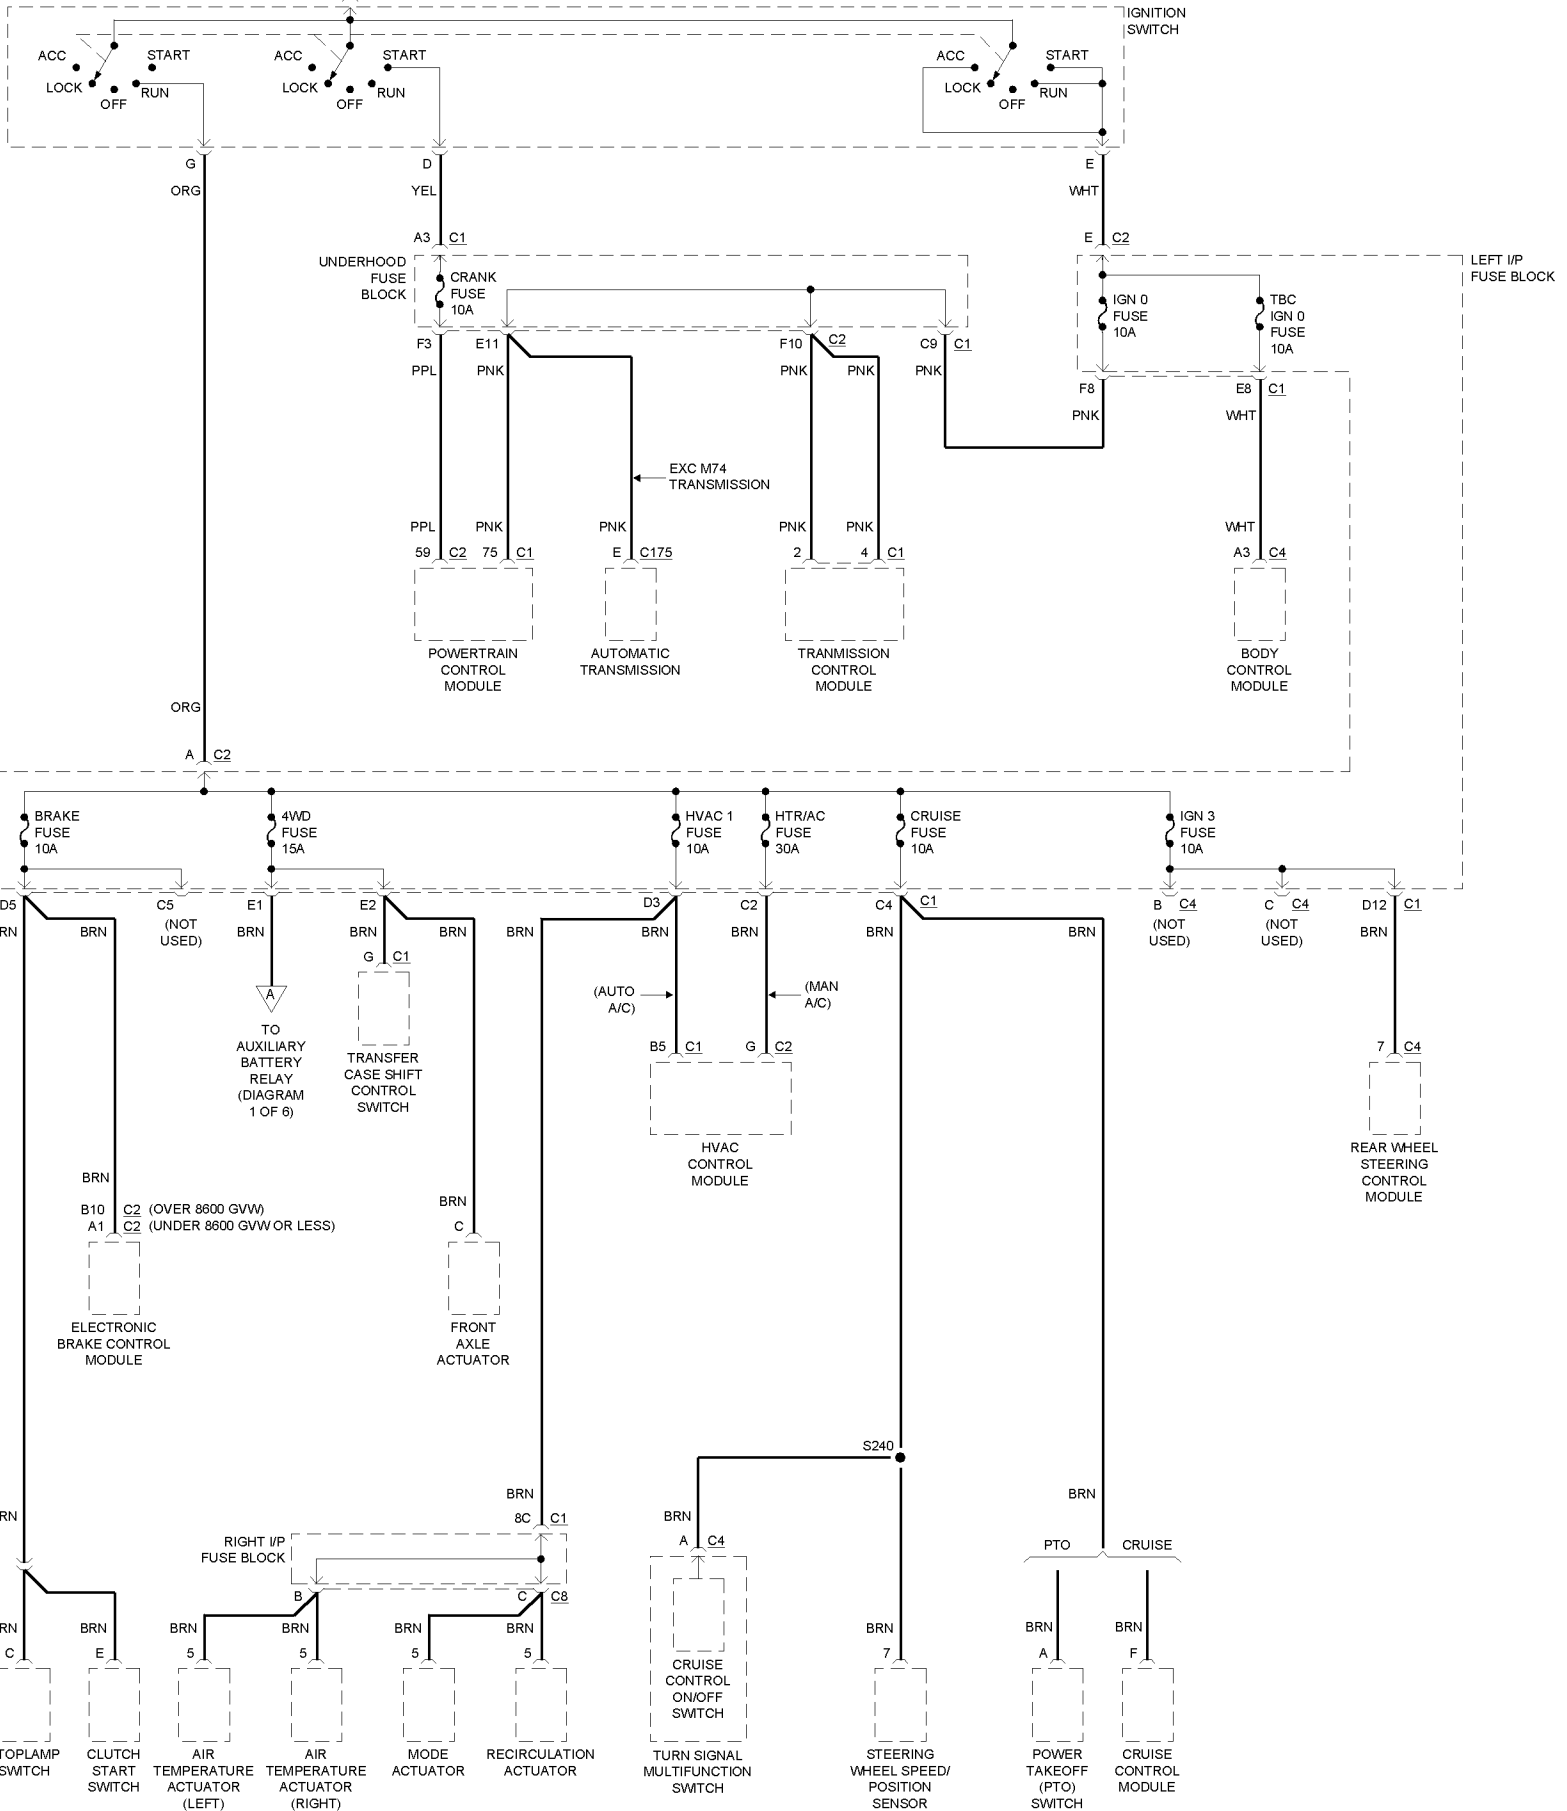 IGNITION
SWITCH
ACC
START
LOCK
OFF
RUN
ACC
START
LOCK
OFF
RUN
ACC
START
LOCK
OFF
RUN
G
ORG
D
YEL
E
WHT
A3 C1
E C2
UNDERHOOD
FUSE
BLOCK
CRANK
FUSE
10A
LEFT I/P
FUSE BLOCK
IGN 0
FUSE
10A
TBC
IGN 0
FUSE
10A
F3
E11
F10 C2
C9 C1
PPL
PNK
PNK
PNK
PNK
F8
E8 C1
PNK
WHT
EXC M74
TRANSMISSION
PPL
PNK
PNK
PNK
PNK
WHT
59 C2
75 C1
E C175
2
4 C1
A3 C4
POWERTRAIN
CONTROL
MODULE
AUTOMATIC
TRANSMISSION
TRANMISSION
CONTROL
MODULE
BODY
CONTROL
MODULE
ORG
A C2
BRAKE
FUSE
10A
4WD
FUSE
15A
HVAC 1
FUSE
10A
HTR/AC
FUSE
30A
CRUISE
FUSE
10A
IGN 3
FUSE
10A
D5
C5
(NOT
USED)
E1
E2
D3
C2
C4 C1
B C4
(NOT
USED)
C C4
(NOT
USED)
D12 C1
RN
BRN
BRN
BRN
BRN
BRN
BRN
BRN
BRN
BRN
BRN
G C1
A
TO
AUXILIARY
BATTERY
RELAY
(DIAGRAM
1 OF 6)
TRANSFER
CASE SHIFT
CONTROL
SWITCH
(AUTO
A/C)
(MAN
A/C)
B5 C1
G C2
HVAC
CONTROL
MODULE
7 C4
REAR WHEEL
STEERING
CONTROL
MODULE
BRN
B10 C2 (OVER 8600 GVW)
A1 C2 (UNDER 8600 GVW OR LESS)
ELECTRONIC
BRAKE CONTROL
MODULE
BRN
C
FRONT
AXLE
ACTUATOR
S240
RN
BRN
8C C1
RIGHT I/P
FUSE BLOCK
B
C C8
BRN
A C4
BRN
PTO
CRUISE
RN
BRN
BRN
BRN
BRN
BRN
BRN
BRN
BRN
C
E
5
5
5
5
7
A
F
CRUISE
CONTROL
ON/OFF
SWITCH
TOPLAMP
SWITCH
CLUTCH
START
SWITCH
AIR
TEMPERATURE
ACTUATOR
(LEFT)
AIR
TEMPERATURE
ACTUATOR
(RIGHT)
MODE
ACTUATOR
RECIRCULATION
ACTUATOR
TURN SIGNAL
MULTIFUNCTION
SWITCH
STEERING
WHEEL SPEED/
POSITION
SENSOR
POWER
TAKEOFF
(PTO)
SWITCH
CRUISE
CONTROL
MODULE